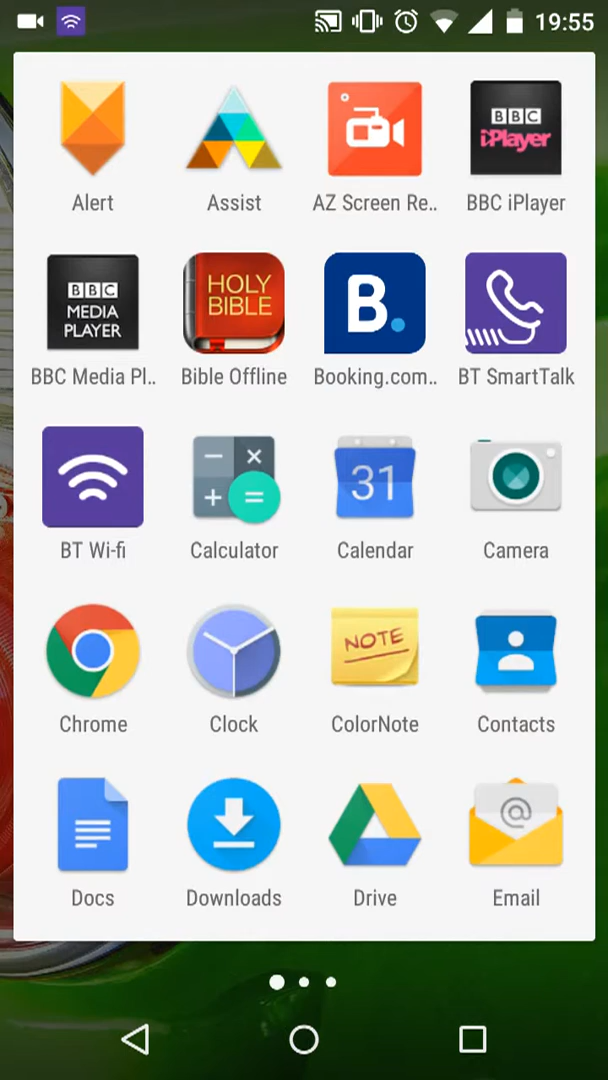 19:55
BBC
iPlayer
Alert
Assist
AZ Screen Re..
BBC iPlayer
BBC
MEDIA
PLAYER
HOLY
BIBLE
B.
BBC Media Pl..
Bible Offline
Booking.com..
BT SmartTalk
31
BT Wi-fi
Calculator
Calendar
Camera
NOTE
Chrome
Clock
ColorNote
Contacts
@
Docs
Downloads
Drive
Email